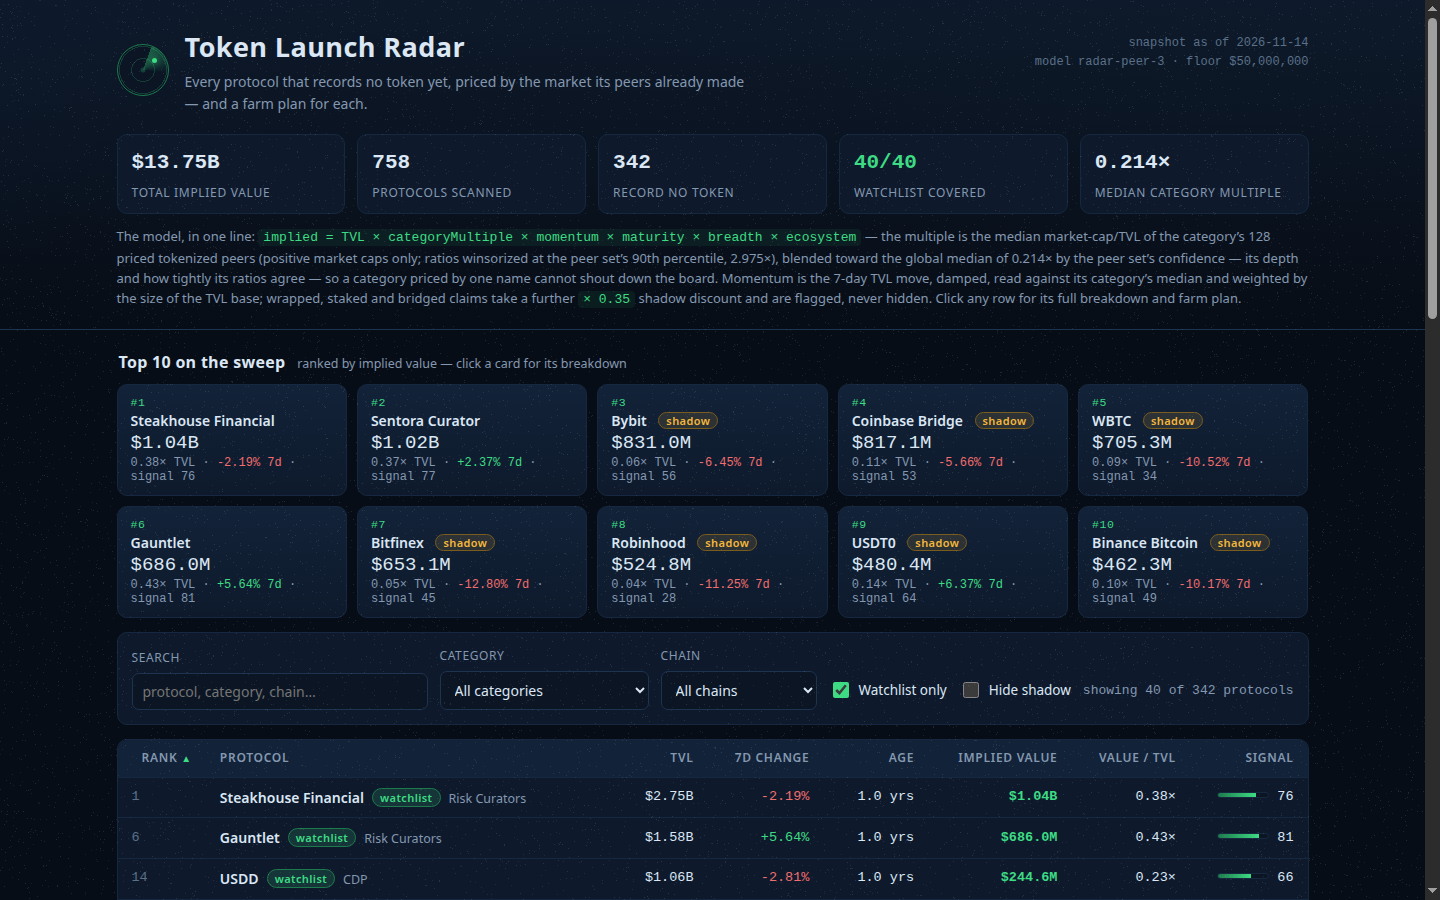 Token Launch Radar
Every protocol that records no token yet, priced by the market its peers already made
— and a farm plan for each.
snapshot as of 2026-11-14
model radar-peer-3 · floor $50,000,000
$13.75B
TOTAL IMPLIED VALUE
758
PROTOCOLS SCANNED
342
RECORD NO TOKEN
40/40
WATCHLIST COVERED
0.214×
MEDIAN CATEGORY MULTIPLE
The model, in one line: implied = TVL × categoryMultiple × momentum × maturity × breadth × ecosystem — the multiple is the median market-cap/TVL of the category's 128
priced tokenized peers (positive market caps only; ratios winsorized at the peer set's 90th percentile, 2.975×), blended toward the global median of 0.214× by the peer set's confidence — its depth
and how tightly its ratios agree — so a category priced by one name cannot shout down the board. Momentum is the 7-day TVL move, damped, read against its category's median and weighted by
the size of the TVL base; wrapped, staked and bridged claims take a further × 0.35 shadow discount and are flagged, never hidden. Click any row for its full breakdown and farm plan.
Top 10 on the sweep ranked by implied value — click a card for its breakdown
#1
Steakhouse Financial
$1.04B
0.38× TVL · -2.19% 7d ·
signal 76
#2
Sentora Curator
$1.02B
0.37× TVL · +2.37% 7d ·
signal 77
#3
Bybit shadow
$831.0M
0.06× TVL · -6.45% 7d ·
signal 56
#4
Coinbase Bridge shadow
$817.1M
0.11× TVL · -5.66% 7d ·
signal 53
#5
WBTC shadow
$705.3M
0.09× TVL · -10.52% 7d ·
signal 34
#6
Gauntlet
$686.0M
0.43× TVL · +5.64% 7d ·
signal 81
#7
Bitfinex shadow
$653.1M
0.05× TVL · -12.80% 7d ·
signal 45
#8
Robinhood shadow
$524.8M
0.04× TVL · -11.25% 7d ·
signal 28
#9
USDT0 shadow
$480.4M
0.14× TVL · +6.37% 7d ·
signal 64
#10
Binance Bitcoin shadow
$462.3M
0.10× TVL · -10.17% 7d ·
signal 49
SEARCH
protocol, category, chain…
CATEGORY
All categories
CHAIN
All chains
Watchlist only
Hide shadow
showing 40 of 342 protocols
RANK ▲ PROTOCOL TVL 7D CHANGE AGE IMPLIED VALUE VALUE / TVL SIGNAL
1 Steakhouse Financial watchlist Risk Curators $2.75B -2.19% 1.0 yrs $1.04B 0.38× 76
6 Gauntlet watchlist Risk Curators $1.58B +5.64% 1.0 yrs $686.0M 0.43× 81
14 USDD watchlist CDP $1.06B -2.81% 1.0 yrs $244.6M 0.23× 66